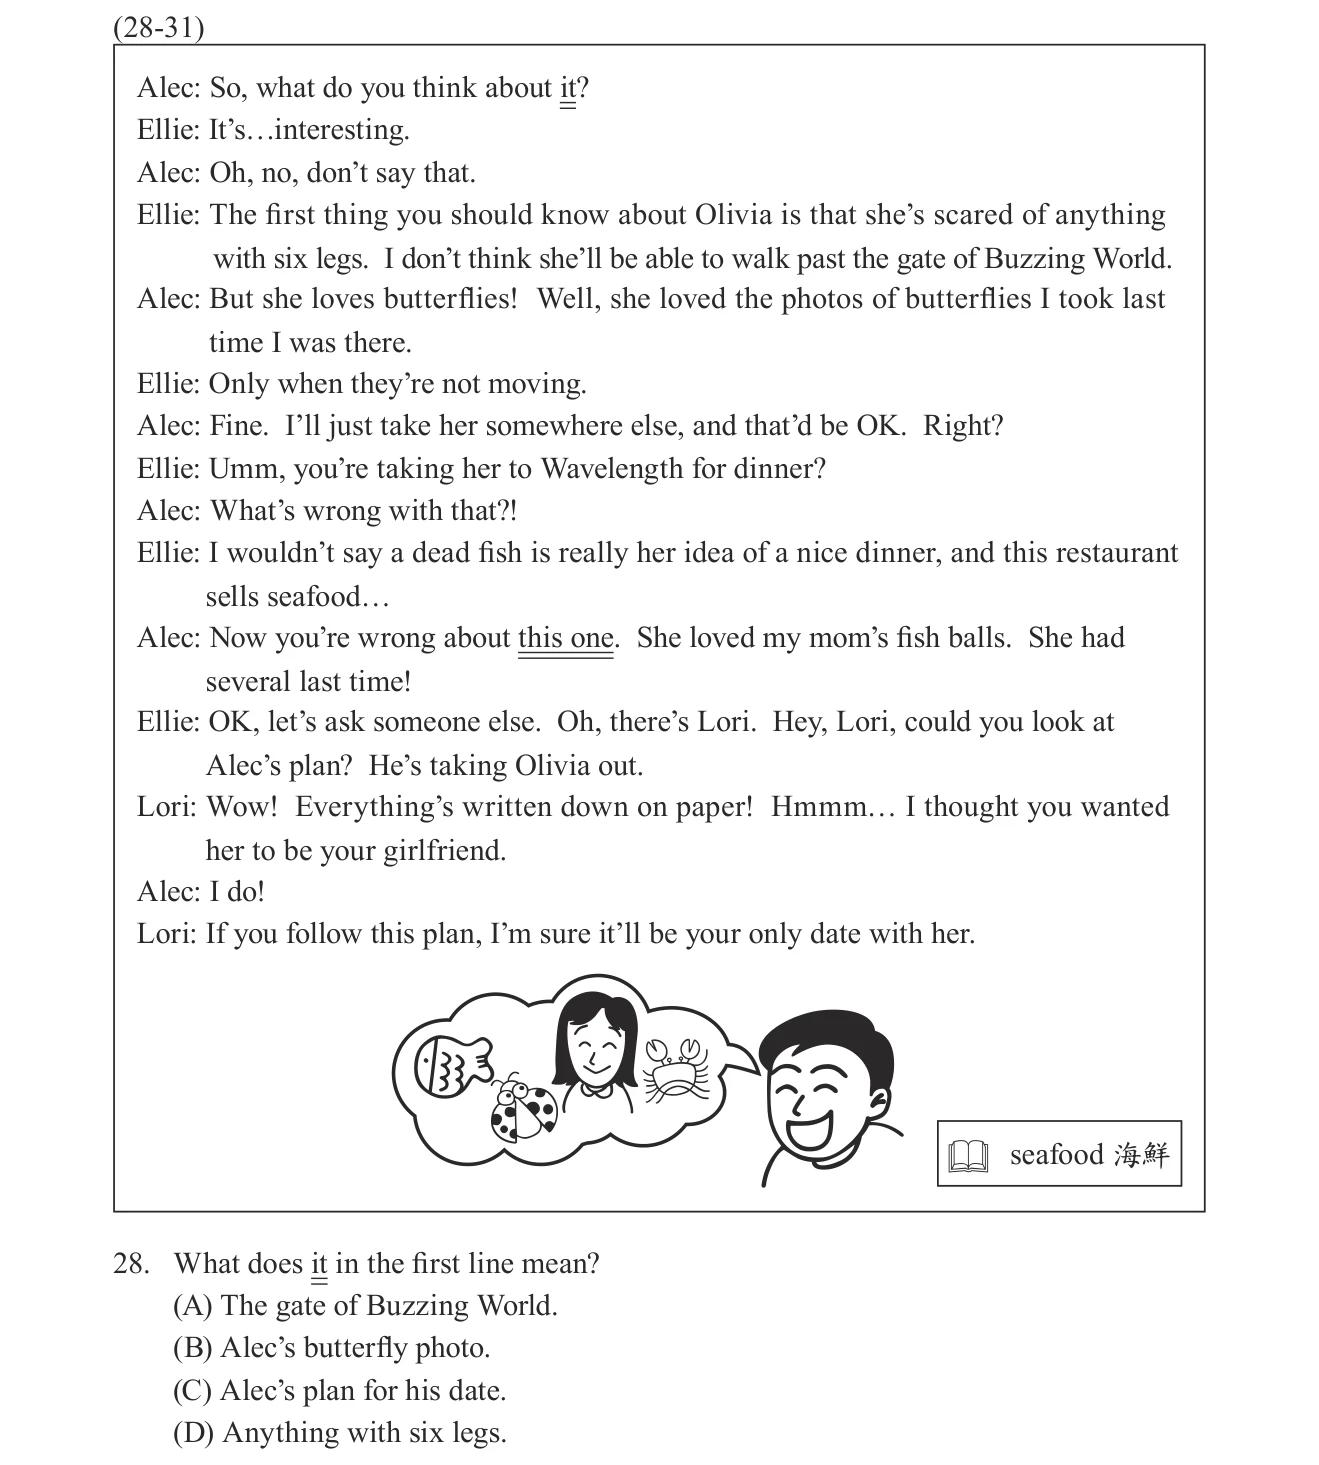 (28-31)
Alec: So, what do you think about it?
Ellie: It's…interesting.
Alec: Oh, no, don't say that.
Ellie: The first thing you should know about Olivia is that she's scared of anything
with six legs.  I don't think she'll be able to walk past the gate of Buzzing World.
Alec: But she loves butterflies!  Well, she loved the photos of butterflies I took last
time I was there.
Ellie: Only when they're not moving.
Alec: Fine.  I'll just take her somewhere else, and that'd be OK.  Right?
Ellie: Umm, you're taking her to Wavelength for dinner?
Alec: What's wrong with that?!
Ellie: I wouldn't say a dead fish is really her idea of a nice dinner, and this restaurant
sells seafood…
Alec: Now you're wrong about this one.  She loved my mom's fish balls.  She had
several last time!
Ellie: OK, let's ask someone else.  Oh, there's Lori.  Hey, Lori, could you look at
Alec's plan?  He's taking Olivia out.
Lori: Wow!  Everything's written down on paper!  Hmmm… I thought you wanted
her to be your girlfriend.
Alec: I do!
Lori: If you follow this plan, I'm sure it'll be your only date with her.
seafood 海鮮
28. What does it in the first line mean?
(A) The gate of Buzzing World.
(B) Alec's butterfly photo.
(C) Alec's plan for his date.
(D) Anything with six legs.